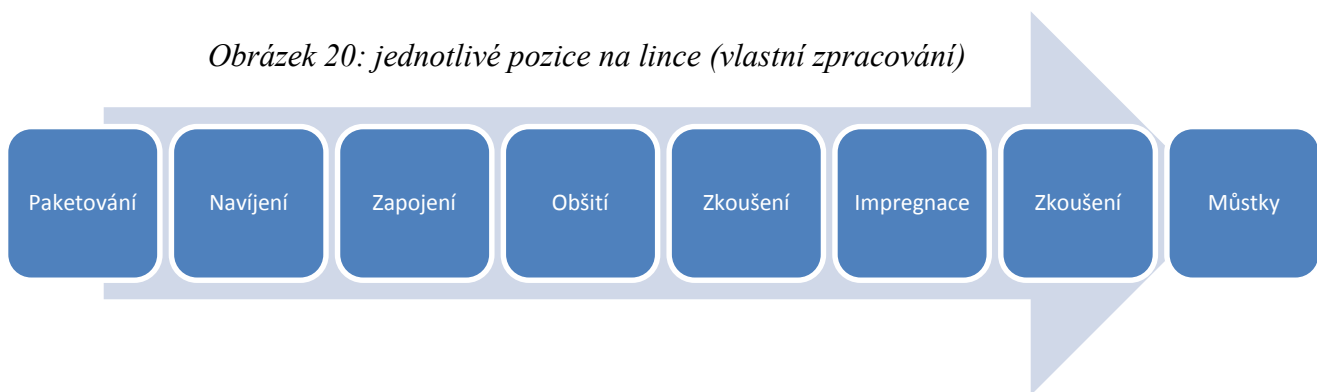 Obrázek 20: jednotlivé pozice na lince (vlastní zpracování)
Paketování
Navíjení
Zapojení
Obšití
Zkoušení
Impregnace
Zkoušení
Můstky